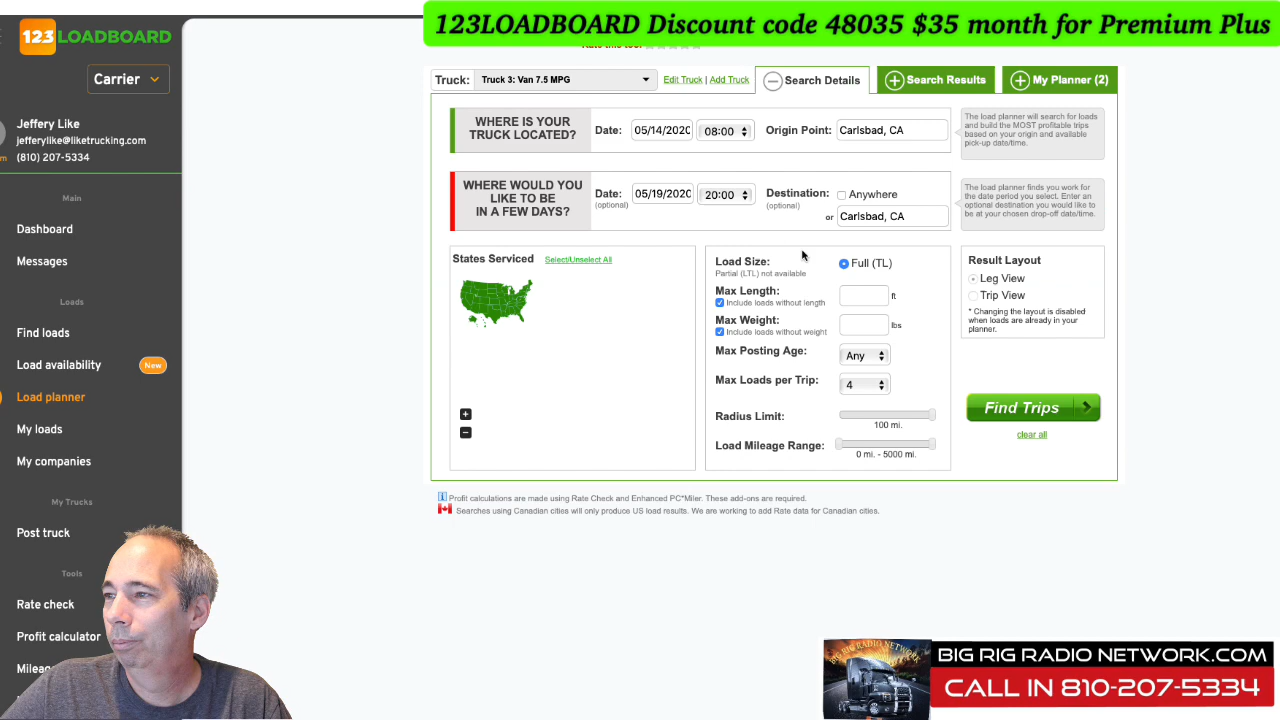 123LOADBOARD Discount code 48035 $35 month for Premium Plus
123 LOADBOARD
Carrier
Jeffery Like
jefferylike@liketrucking.com
(810) 207-5334
Main
Dashboard
Messages
Loads
Find loads
Load availability New
Load planner
My loads
My companies
My Trucks
Post truck
Tools
Rate check
Profit calculator
Rate this tool
Truck: Truck 3: Van 7.5 MPG Edit Truck | Add Truck Search Details Search Results My Planner (2)
WHERE IS YOUR
TRUCK LOCATED?
Date: 05/14/2020 08:00 Origin Point: Carlsbad, CA
The load planner will search for loads
and build the MOST profitable trips
based on your origin and available
pick-up date/time.
WHERE WOULD YOU
LIKE TO BE
IN A FEW DAYS?
Date: 05/19/2020 20:00 Destination: Anywhere
(optional) (optional)
or Carlsbad, CA
The load planner finds you work for
the date period you select. Enter an
optional destination you would like to
be at your chosen drop-off date/time.
States Serviced Select/Unselect All
+
−
Load Size: Full (TL)
Partial (LTL) not available
Max Length: ft
Include loads without length
Max Weight: lbs
Include loads without weight
Max Posting Age: Any
Max Loads per Trip: 4
Radius Limit:
100 mi.
Load Mileage Range:
0 mi. - 5000 mi.
Result Layout
Leg View
Trip View
* Changing the layout is disabled
when loads are already in your
planner.
Find Trips
clear all
Profit calculations are made using Rate Check and Enhanced PC*Miler. These add-ons are required.
Searches using Canadian cities will only produce US load results. We are working to add Rate data for Canadian cities.
BIG RIG RADIO NETWORK.COM
CALL IN 810-207-5334